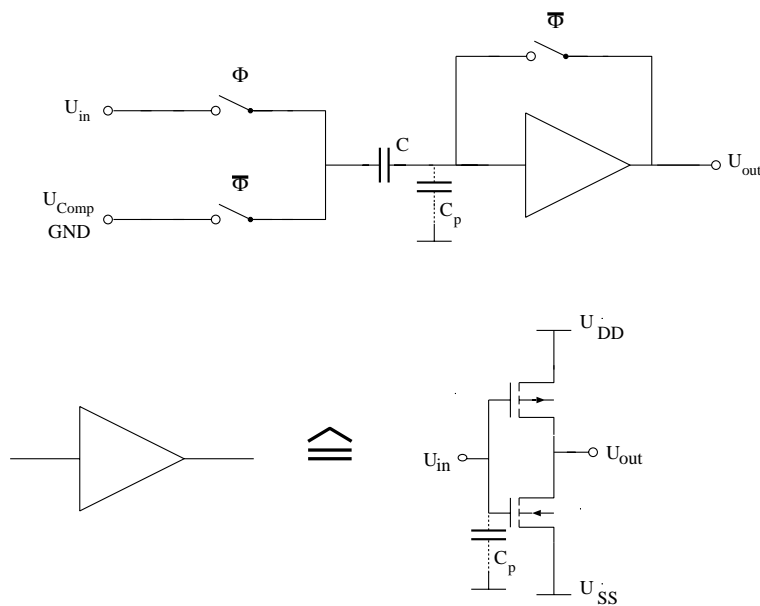 Φ̅
Φ
U_in
C
U_out
Φ̅
U_Comp
GND
C_p
U_DD
U_in
U_out
C_p
U_SS